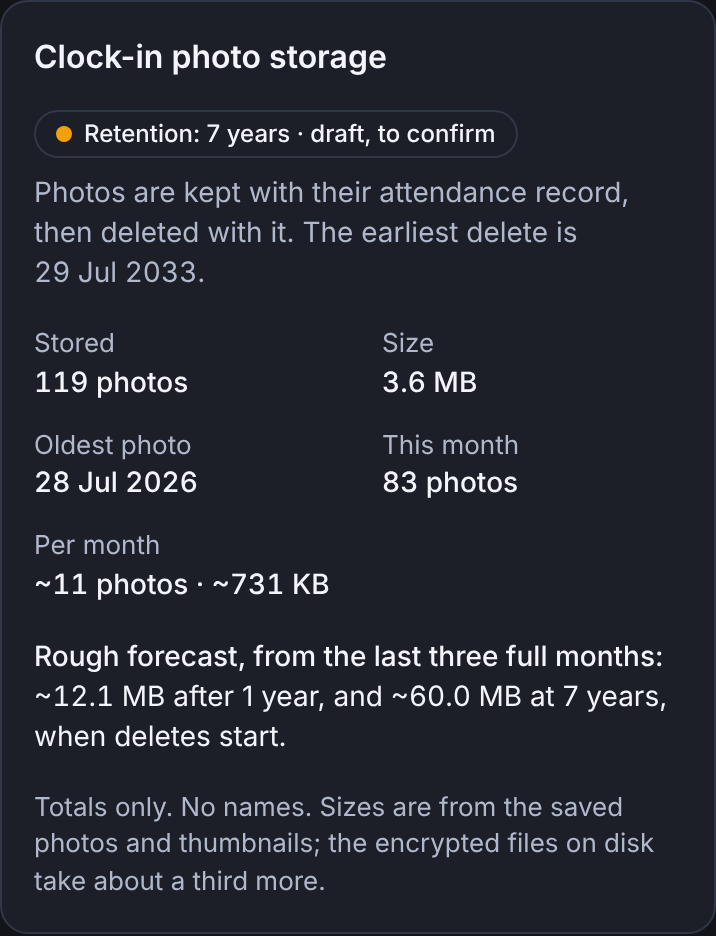 Clock-in photo storage
Retention: 7 years · draft, to confirm
Photos are kept with their attendance record,
then deleted with it. The earliest delete is
29 Jul 2033.
Stored
119 photos
Size
3.6 MB
Oldest photo
28 Jul 2026
This month
83 photos
Per month
~11 photos · ~731 KB
Rough forecast, from the last three full months:
~12.1 MB after 1 year, and ~60.0 MB at 7 years,
when deletes start.
Totals only. No names. Sizes are from the saved
photos and thumbnails; the encrypted files on disk
take about a third more.